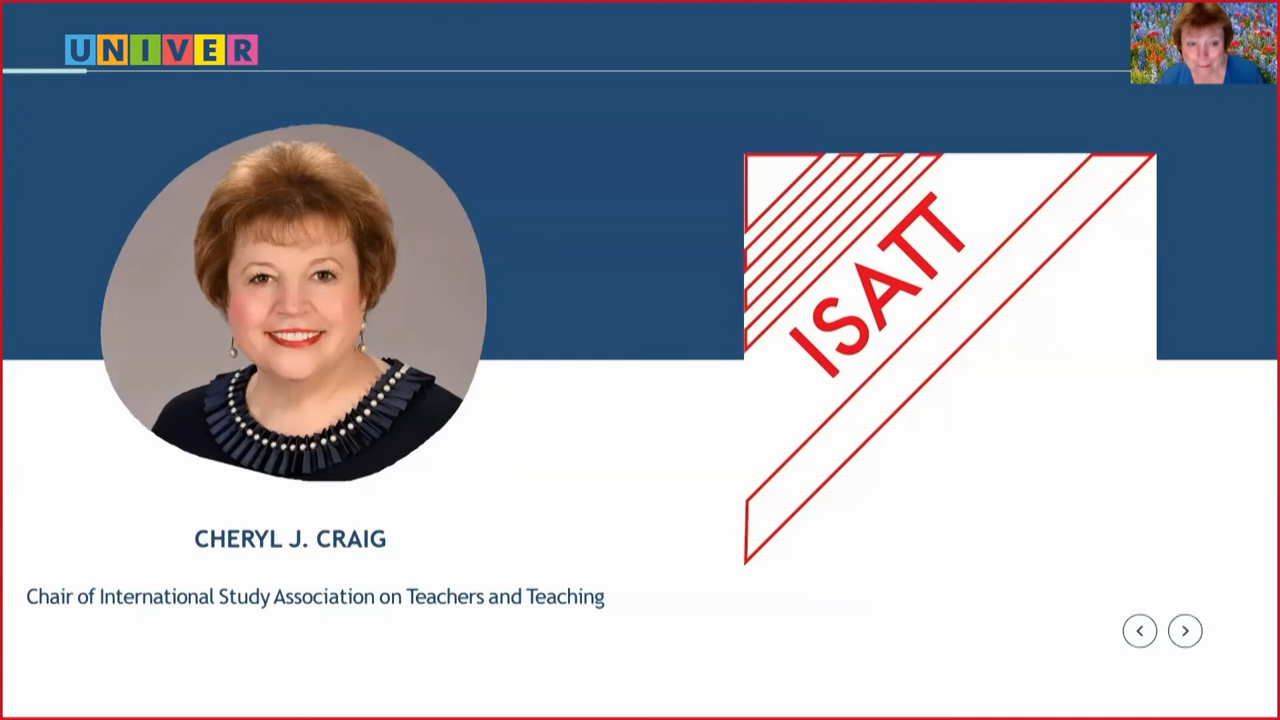 UNIVER
ISATT
CHERYL J. CRAIG
Chair of International Study Association on Teachers and Teaching